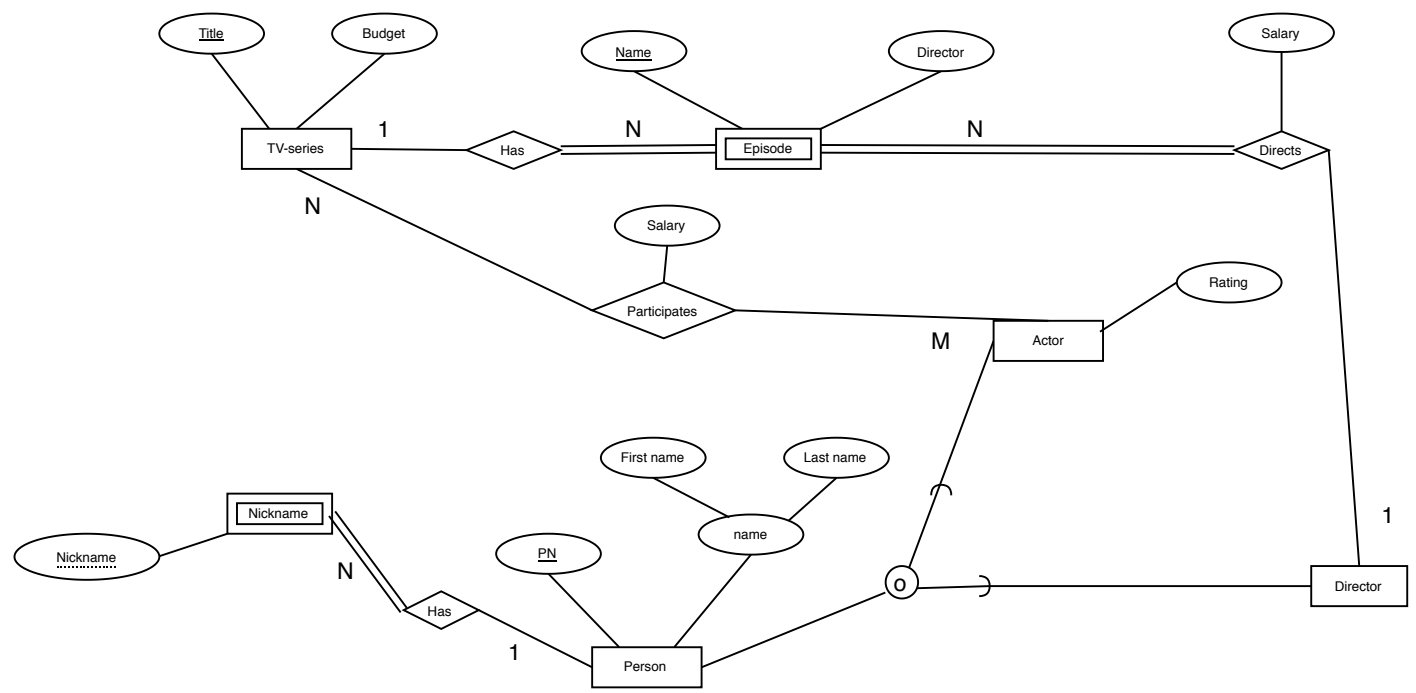 Title
Budget
Name
Director
Salary
TV-series
1
Has
N
Episode
N
Directs
N
Salary
Participates
M
Actor
Rating
First name
Last name
name
Nickname
Nickname
N
Has
1
PN
Person
o
1
Director